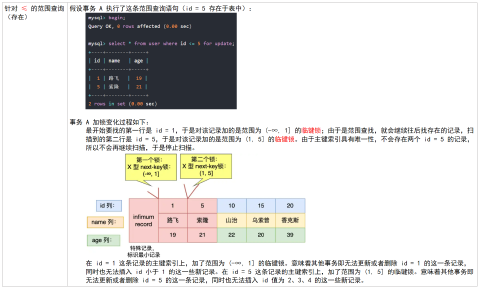 针对 ≤ 的范围查询（存在）
假设事务 A 执行了这条范围查询语句（id = 5 存在于表中）：
mysql> begin;
Query OK, 0 rows affected (0.00 sec)
mysql> select * from user where id <= 5 for update;
+----+--------+-----+
| id | name | age |
+----+--------+-----+
| 1 | 路飞 | 19 |
| 5 | 索隆 | 21 |
+----+--------+-----+
2 rows in set (0.00 sec)
事务 A 加锁变化过程如下：
最开始要找的第一行是 id = 1，于是对该记录加的是范围为 (-∞, 1] 的临键锁；由于是范围查找，就会继续往后找存在的记录，扫
描到的第二行是 id = 5，于是对该记录加的是范围为 (1, 5] 的临键锁。由于主键索引具有唯一性，不会存在两个 id = 5 的记录，
所以不会再继续扫描，于是停止扫描。
第一个锁：
X 型 next-key锁：
(-∞, 1]
第二个锁：
X 型 next-key锁：
(1, 5]
id 列： 1 5 10 15 20
name 列： infimum record 路飞 索隆 山治 乌索普 香克斯
age 列： 19 21 22 20 39
特殊记录，
标识最小记录
在 id = 1 这条记录的主键索引上，加了范围为 (-∞, 1] 的临键锁，意味着其他事务即无法更新或者删除 id = 1 的这一条记录，
同时也无法插入 id 小于 1 的这一些新记录。在 id = 5 这条记录的主键索引上，加了范围为 (1, 5] 的临键锁。意味着其他事务即
无法更新或者删除 id = 5 的这一条记录，同时也无法插入 id 值为 2、3、4 的这一些新记录。